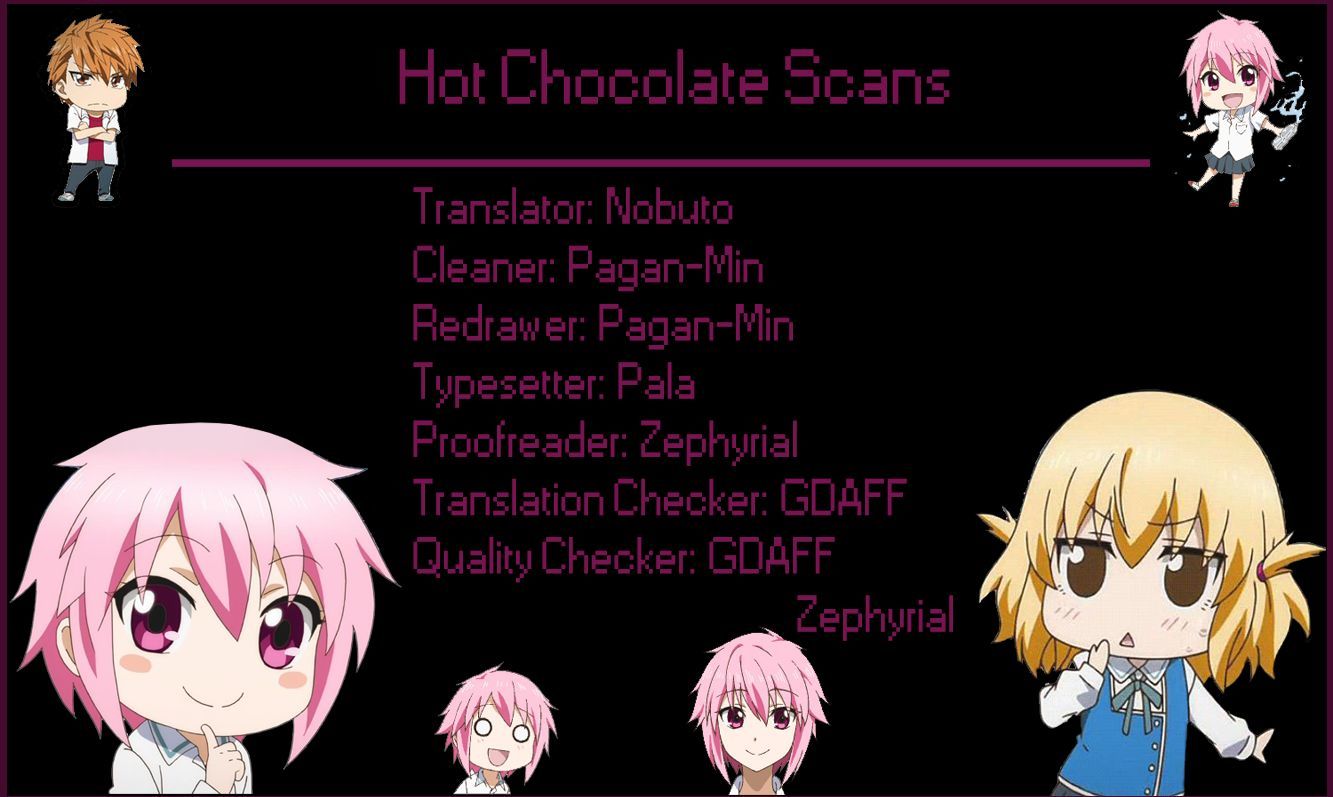 Hot Chocolate Scans
Translator: Nobuto
Cleaner: Pagan-Min
Redrawer: Pagan-Min
Typesetter: Pala
Proofreader: Zephyrial
Translation Checker: GDAFF
Quality Checker: GDAFF
Zephyrial